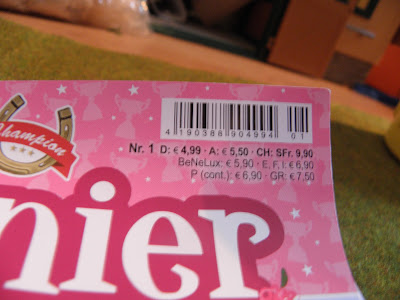 4 190388 904994 01
Champion
Nr. 1 D: € 4,99 · A: € 5,50 · CH: SFr. 9,90
BeNeLux: € 5,90 · E, F, I: € 6,90
P (cont.): € 6,90 · GR: € 7,50
nier